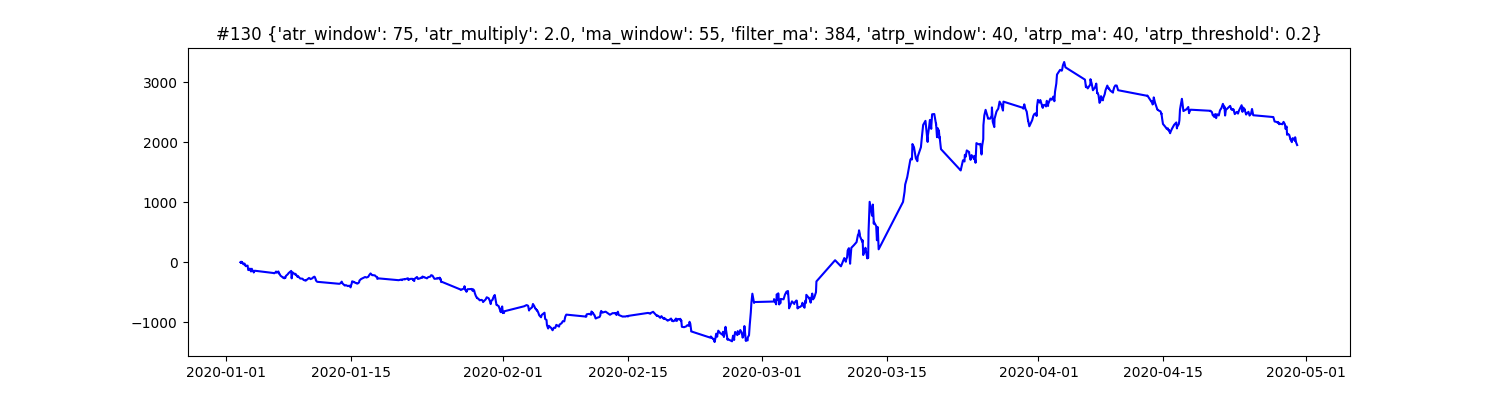 #130 {'atr_window': 75, 'atr_multiply': 2.0, 'ma_window': 55, 'filter_ma': 384, 'atrp_window': 40, 'atrp_ma': 40, 'atrp_threshold': 0.2}
3000
2000
1000
0
−1000
2020-01-01 2020-01-15 2020-02-01 2020-02-15 2020-03-01 2020-03-15 2020-04-01 2020-04-15 2020-05-01